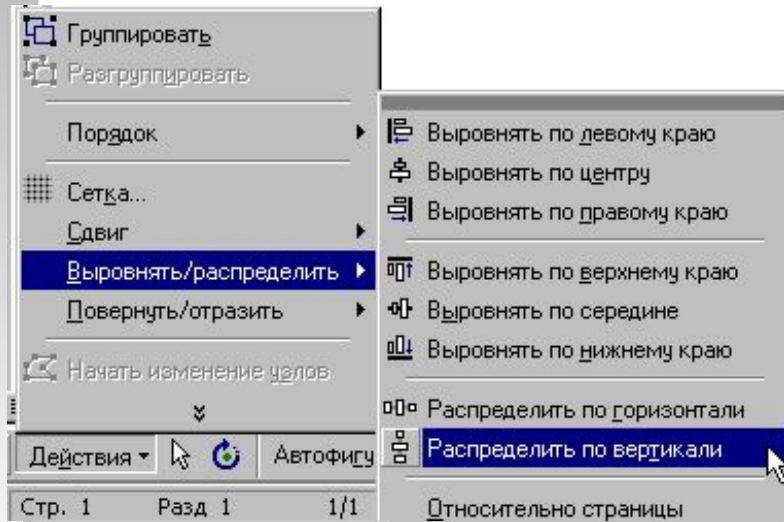 Группировать
Разгруппировать
Порядок
Сетка...
Сдвиг
Выровнять/распределить
Повернуть/отразить
Начать изменение узлов
Выровнять по левому краю
Выровнять по центру
Выровнять по правому краю
Выровнять по верхнему краю
Выровнять по середине
Выровнять по нижнему краю
Распределить по горизонтали
Распределить по вертикали
Относительно страницы
Действия
Автофигу
Стр. 1 Разд 1 1/1